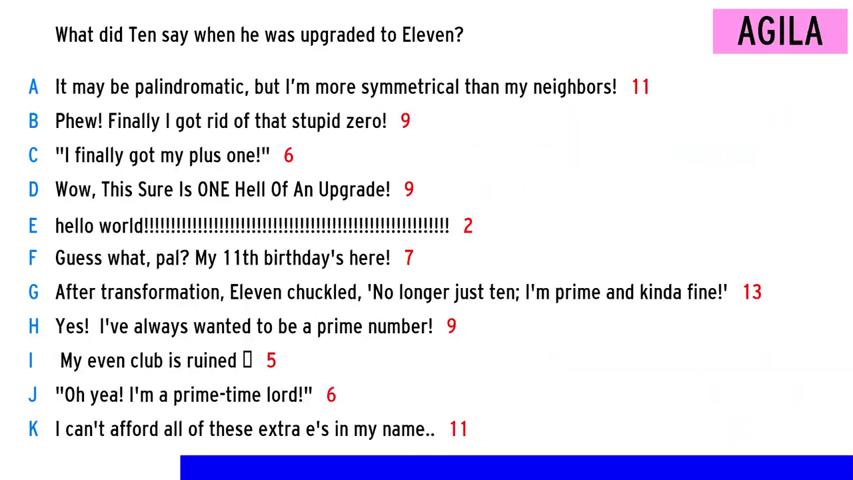 What did Ten say when he was upgraded to Eleven?
AGILA
A It may be palindromatic, but I'm more symmetrical than my neighbors! 11
B Phew! Finally I got rid of that stupid zero! 9
C "I finally got my plus one!" 6
D Wow, This Sure Is ONE Hell Of An Upgrade! 9
E hello world!!!!!!!!!!!!!!!!!!!!!!!!!!!!!!!!!!!!!!!!!!!!!!!!!!!!!!!!!! 2
F Guess what, pal? My 11th birthday's here! 7
G After transformation, Eleven chuckled, 'No longer just ten; I'm prime and kinda fine!' 13
H Yes!  I've always wanted to be a prime number! 9
I My even club is ruined ▯ 5
J "Oh yea! I'm a prime-time lord!" 6
K I can't afford all of these extra e's in my name.. 11